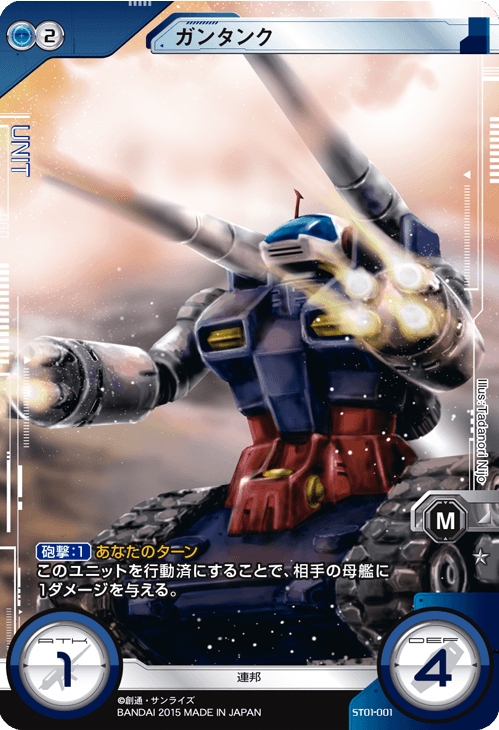 2
ガンタンク
UNIT
Illus:Tadanori Nijo
M
砲撃:1 あなたのターン
このユニットを行動済にすることで、相手の母艦に
1ダメージを与える。
ATK
1
DEF
4
連邦
©創通・サンライズ
BANDAI 2015 MADE IN JAPAN
ST01-001